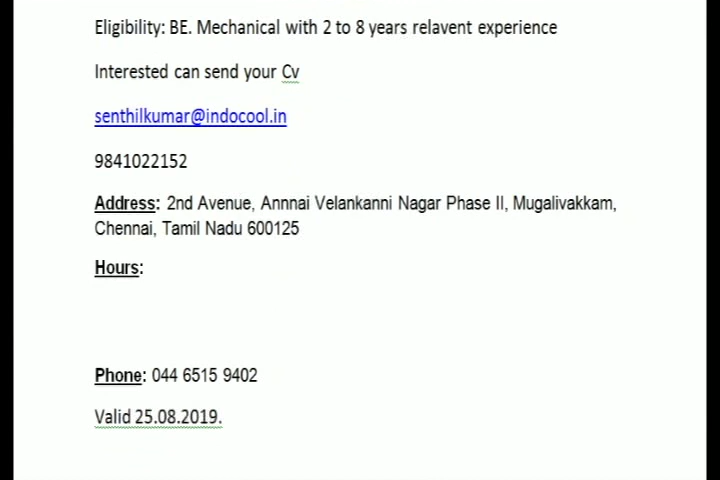 Eligibility: BE. Mechanical with 2 to 8 years relavent experience
Interested can send your Cv
senthilkumar@indocool.in
9841022152
Address: 2nd Avenue, Annnai Velankanni Nagar Phase II, Mugalivakkam,
Chennai, Tamil Nadu 600125
Hours:
Phone: 044 6515 9402
Valid 25.08.2019.